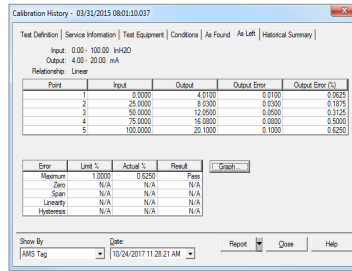 Calibration History - 03/31/2015 08:01:10.037
Test Definition Service Information Test Equipment Conditions As Found As Left Historical Summary
Input: 0.00 - 100.00 InH2O
Output: 4.00 - 20.00 mA
Relationship: Linear
Point Input Output Output Error Output Error (%)
1 0.0000 4.0100 0.0100 0.0625
2 25.0000 8.0300 0.0300 0.1875
3 50.0000 12.0500 0.0500 0.3125
4 75.0000 16.0800 0.0800 0.5000
5 100.0000 20.1000 0.1000 0.6250
Error Limit % Actual % Result Graph...
Maximum 1.0000 0.6250 Pass
Zero N/A N/A N/A
Span N/A N/A N/A
Linearity N/A N/A N/A
Hysteresis N/A N/A N/A
Show By Date:
AMS Tag 10/24/2017 11:28:21 AM Report Close Help